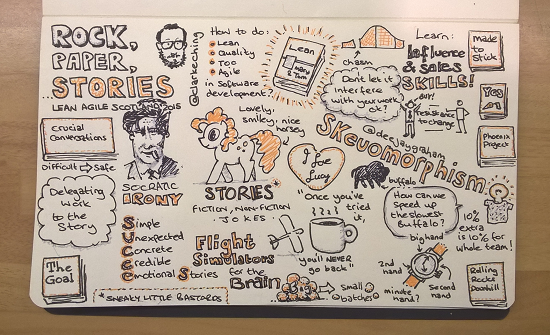 ROCK,
PAPER,
STORIES
LEAN AGILE SCOTLAND 2015
@clarkeching
How to do:
Lean
Quality
Too
Agile
in Software
development?
Lean
chasm
Don't let it
interfere
with your work
ok?
Learn:
Influence
& sales
SKILLS!
BUY!
resistance
to change
Made
to
Stick
Yes
Phoenix
Project
Crucial
Conversations
Difficult → Safe
Delegating
work
to the
Story
SOCRATIC
IRONY
Lovely,
smiley, nice
horsey
STORIES*
FICTION, NON-FICTION
JOKES
I love
Lucy
@deejaygraham
Skeuomorphism
buffalo
How can we
speed up
the slowest
Buffalo?
10%
extra
is 10% for
whole team!
Simple
Unexpected
Concrete
Credible
Emotional Stories
Flight
Simulators
for the
Brain
"Once you've
tried
it,
you'll NEVER
go back"
big hand
2nd
hand
minute
hand?
Second
hand
small
batches
The
Goal
* SNEAKY LITTLE BASTARDS
Rolling
Rocks
Downhill